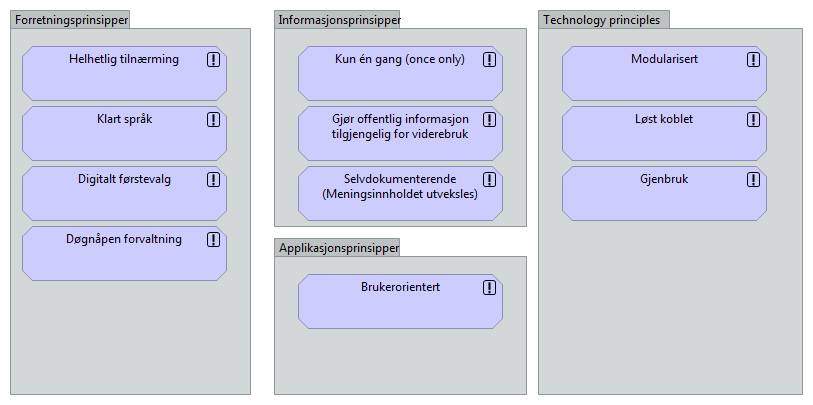 Forretningsprinsipper
Helhetlig tilnærming
Klart språk
Digitalt førstevalg
Døgnåpen forvaltning
Informasjonsprinsipper
Kun én gang (once only)
Gjør offentlig informasjon
tilgjengelig for viderebruk
Selvdokumenterende
(Meningsinnholdet utveksles)
Applikasjonsprinsipper
Brukerorientert
Technology principles
Modularisert
Løst koblet
Gjenbruk